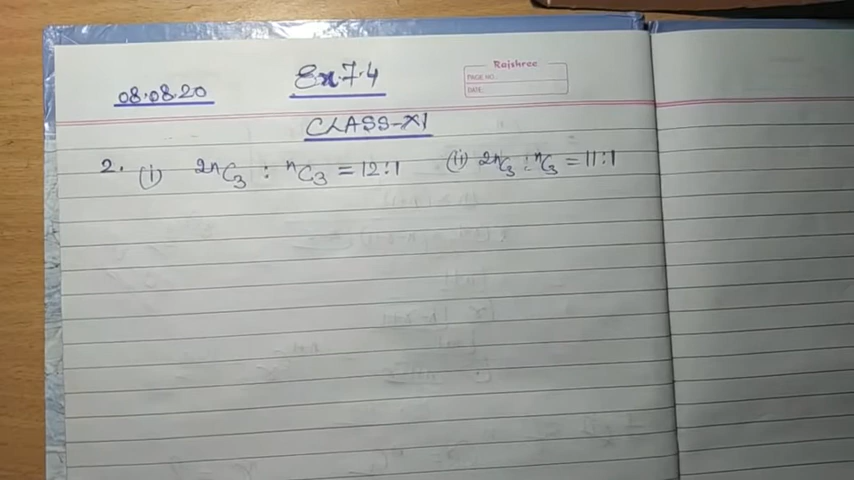 Rajshree
PAGE NO.
DATE:
08.08.20
Ex.7.4
CLASS-XI
2. (i) 2nC3 : nC3 = 12:1 (ii) 2nC3 : nC3 = 11:1